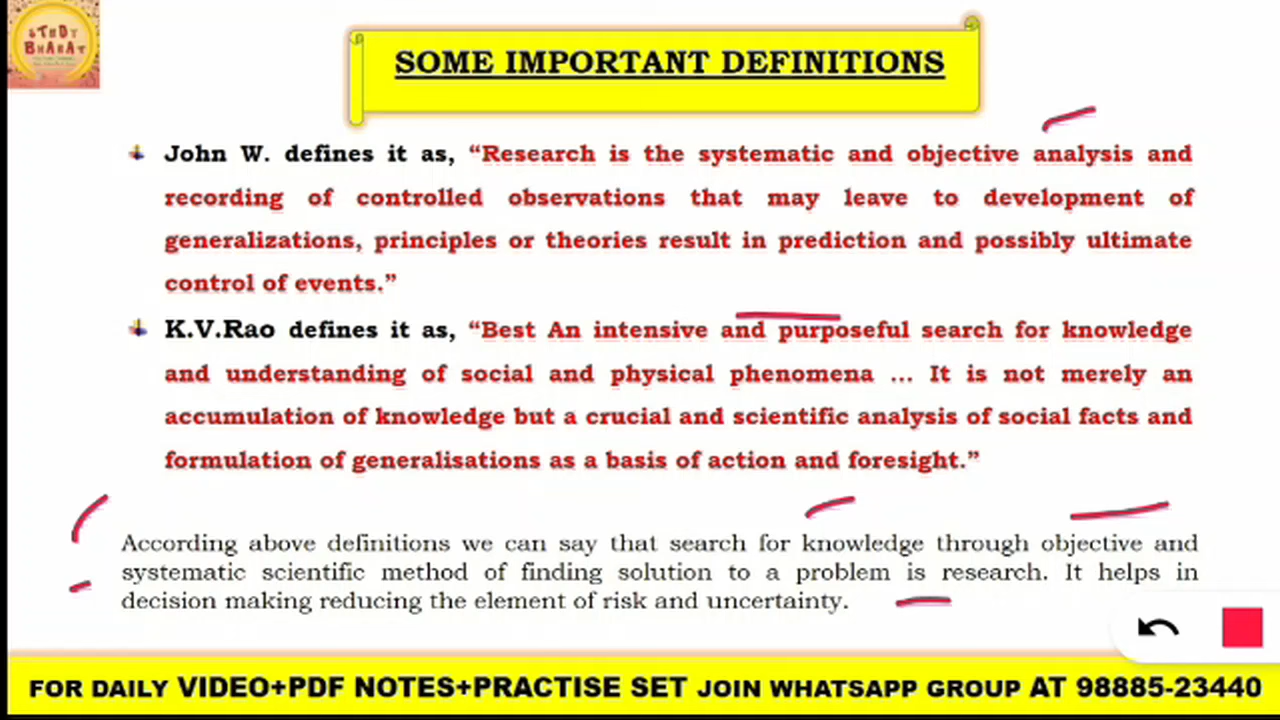 STUDY
BHARAT
SOME IMPORTANT DEFINITIONS
John W. defines it as, “Research is the systematic and objective analysis and
recording of controlled observations that may leave to development of
generalizations, principles or theories result in prediction and possibly ultimate
control of events.”
K.V.Rao defines it as, “Best An intensive and purposeful search for knowledge
and understanding of social and physical phenomena ... It is not merely an
accumulation of knowledge but a crucial and scientific analysis of social facts and
formulation of generalisations as a basis of action and foresight.”
According above definitions we can say that search for knowledge through objective and
systematic scientific method of finding solution to a problem is research. It helps in
decision making reducing the element of risk and uncertainty.
FOR DAILY VIDEO+PDF NOTES+PRACTISE SET JOIN WHATSAPP GROUP AT 98885-23440